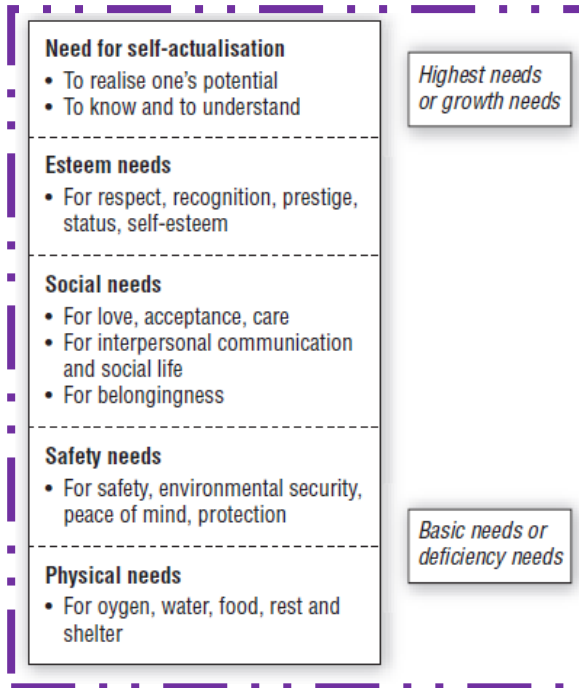 Need for self-actualisation
• To realise one's potential
• To know and to understand
Highest needs
or growth needs
Esteem needs
• For respect, recognition, prestige,
status, self-esteem
Social needs
• For love, acceptance, care
• For interpersonal communication
and social life
• For belongingness
Safety needs
• For safety, environmental security,
peace of mind, protection
Basic needs or
deficiency needs
Physical needs
• For oygen, water, food, rest and
shelter